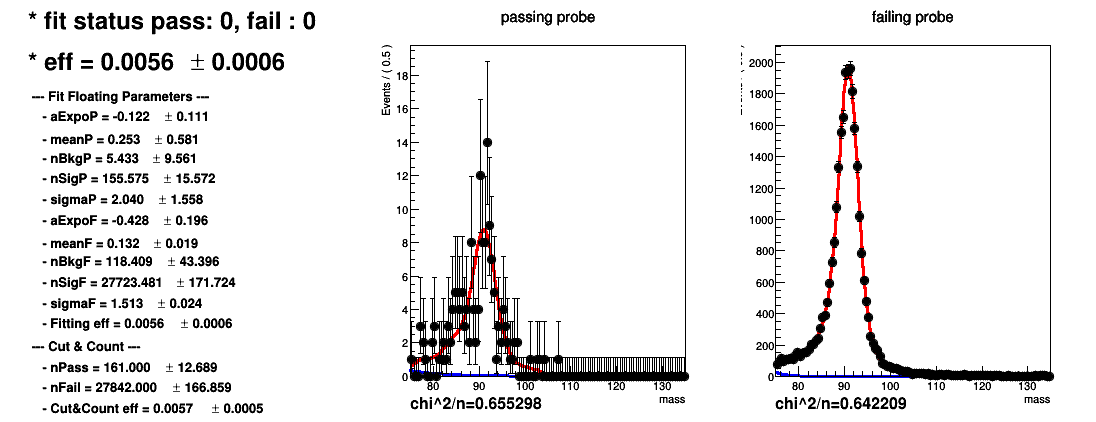 * fit status pass: 0, fail : 0
* eff = 0.0056 ± 0.0006
--- Fit Floating Parameters ---
- aExpoP = -0.122 ± 0.111
- meanP = 0.253 ± 0.581
- nBkgP = 5.433 ± 9.561
- nSigP = 155.575 ± 15.572
- sigmaP = 2.040 ± 1.558
- aExpoF = -0.428 ± 0.196
- meanF = 0.132 ± 0.019
- nBkgF = 118.409 ± 43.396
- nSigF = 27723.481 ± 171.724
- sigmaF = 1.513 ± 0.024
- Fitting eff = 0.0056 ± 0.0006
--- Cut & Count ---
- nPass = 161.000 ± 12.689
- nFail = 27842.000 ± 166.859
- Cut&Count eff = 0.0057 ± 0.0005
passing probe
Events / ( 0.5 )
18
16
14
12
10
8
6
4
2
0
80 90 100 110 120 130
mass
chi^2/n=0.655298
failing probe
2000
1800
1600
1400
1200
1000
800
600
400
200
0
80 90 100 110 120 130
mass
chi^2/n=0.642209